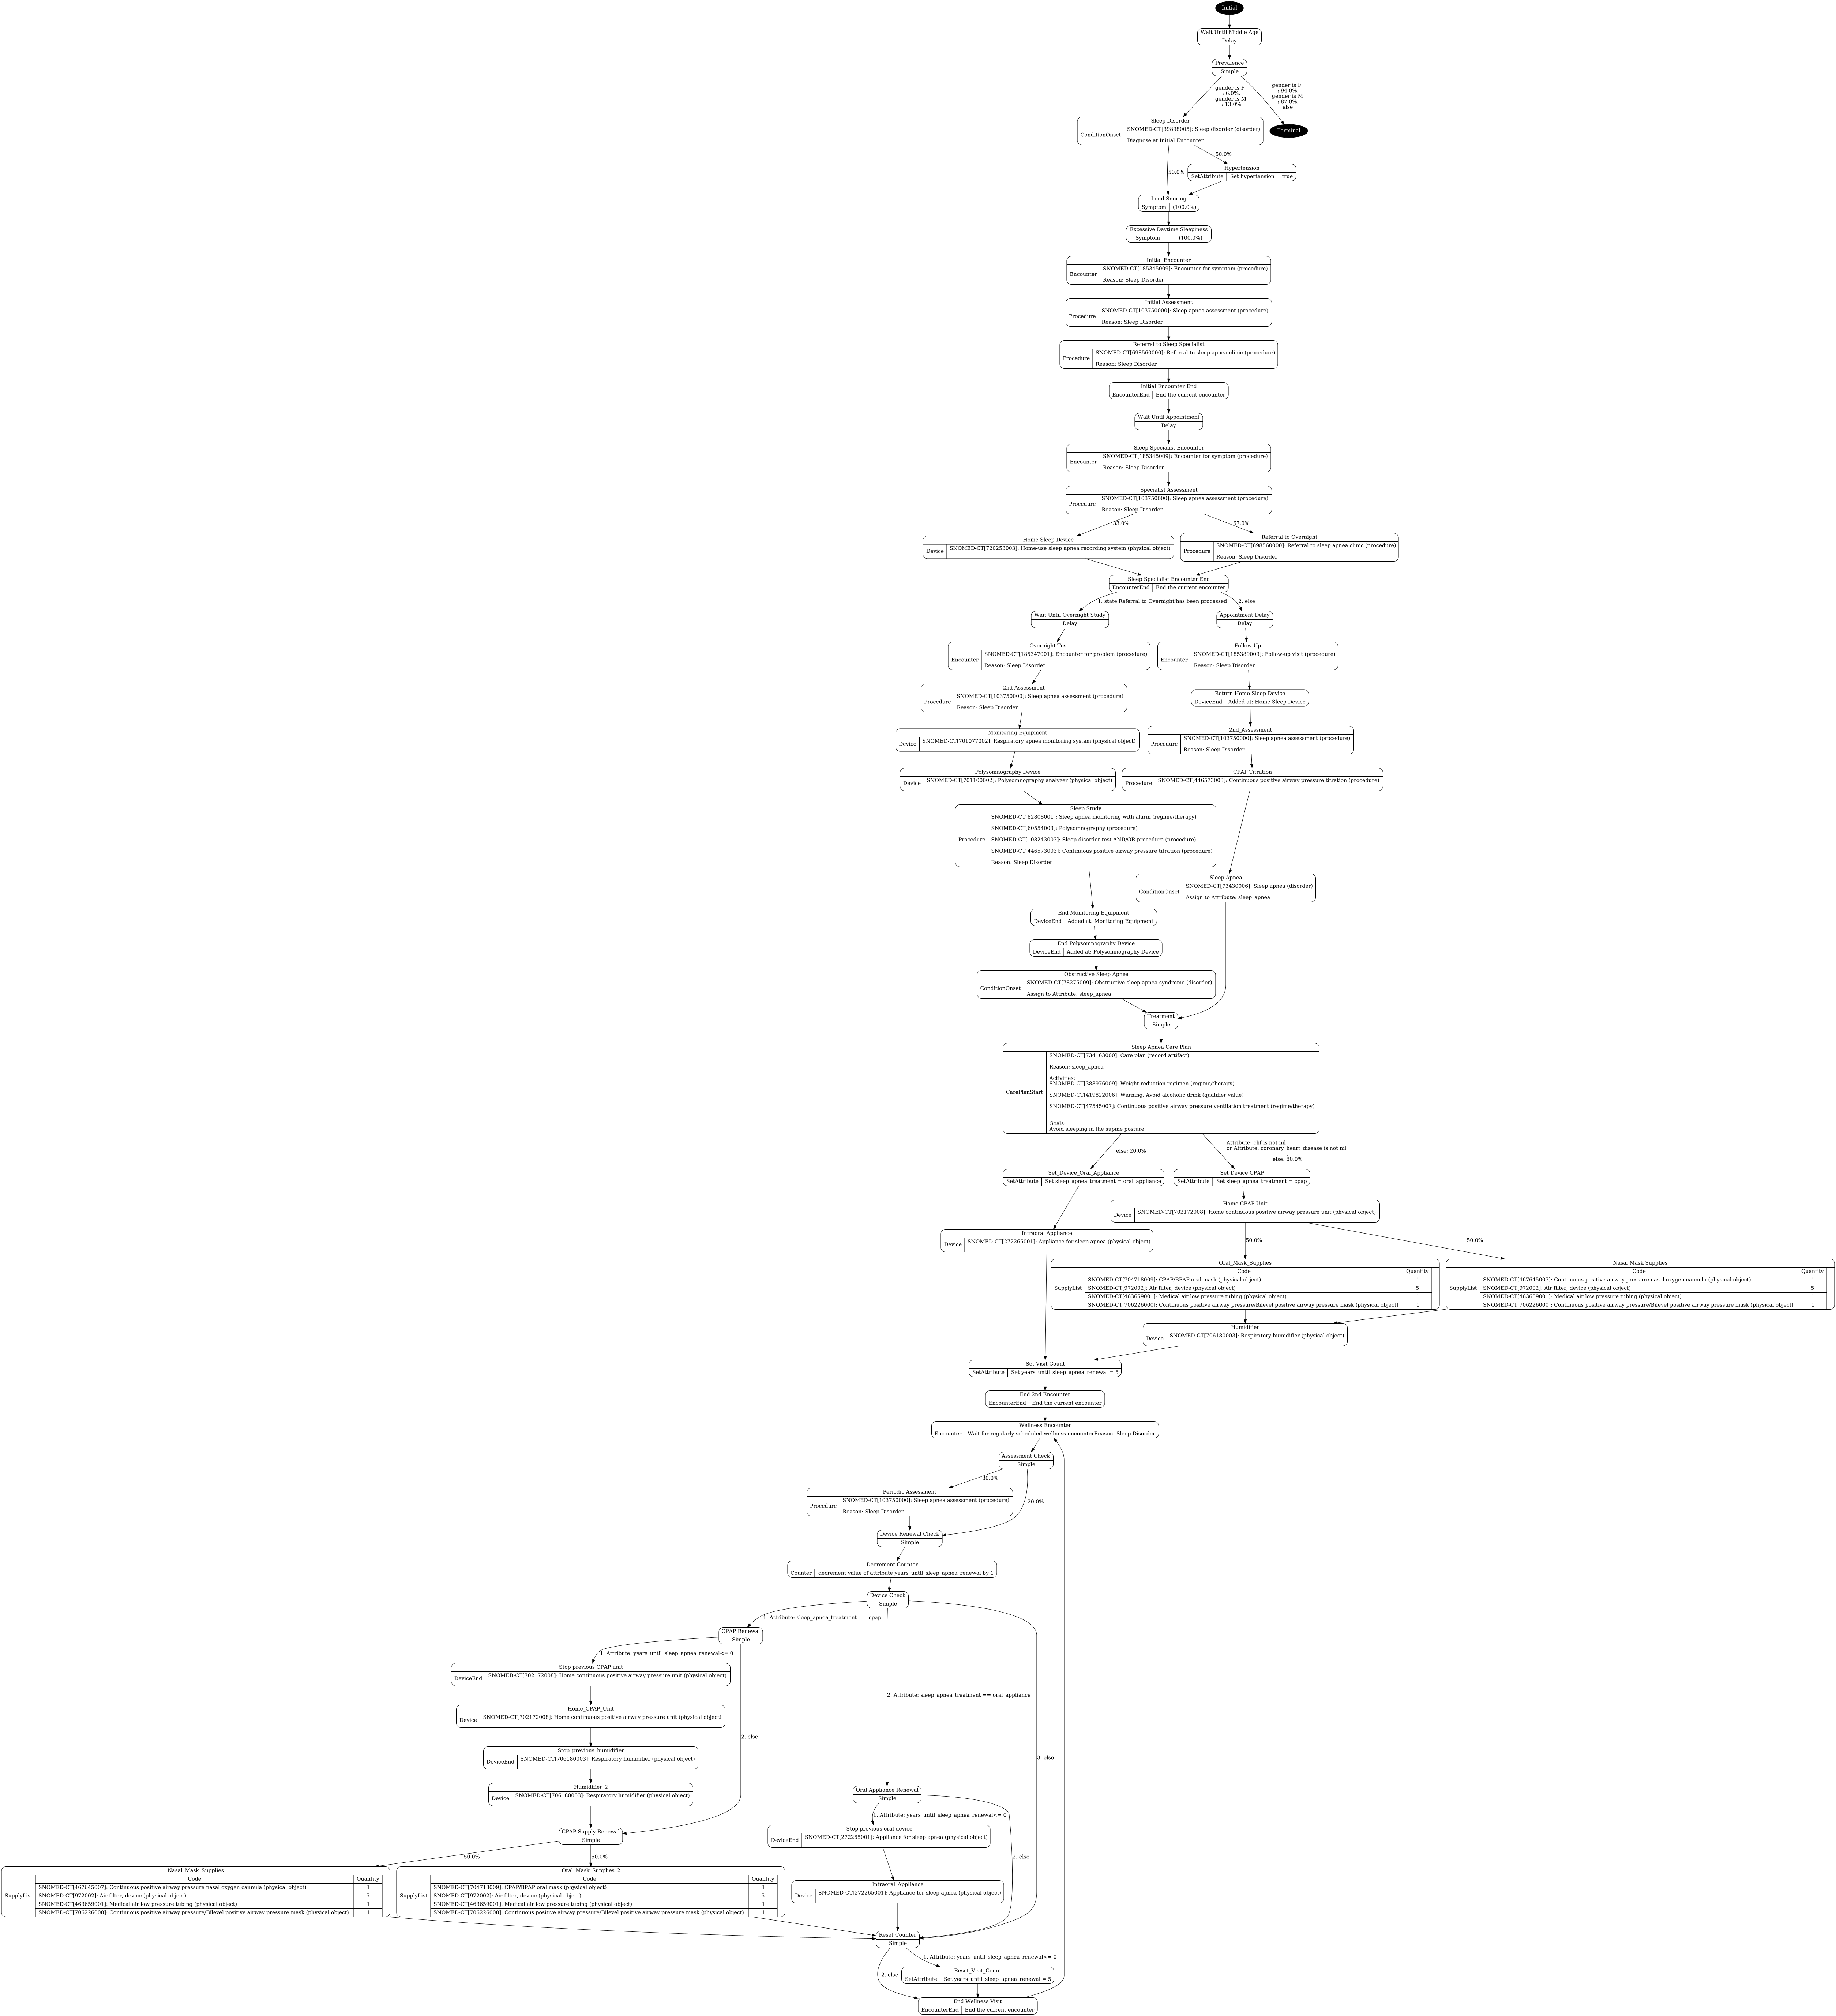 Initial
Wait Until Middle Age
Delay
Prevalence
Simple
gender is F
: 6.0%,
gender is M
: 13.0%
gender is F
: 94.0%,
gender is M
: 87.0%,
else
Terminal
Sleep Disorder
ConditionOnset
SNOMED-CT[39898005]: Sleep disorder (disorder)
Diagnose at Initial Encounter
50.0%
50.0%
Hypertension
SetAttribute
Set hypertension = true
Loud Snoring
Symptom
(100.0%)
Excessive Daytime Sleepiness
Symptom
(100.0%)
Initial Encounter
Encounter
SNOMED-CT[185345009]: Encounter for symptom (procedure)
Reason: Sleep Disorder
Initial Assessment
Procedure
SNOMED-CT[103750000]: Sleep apnea assessment (procedure)
Reason: Sleep Disorder
Referral to Sleep Specialist
Procedure
SNOMED-CT[698560000]: Referral to sleep apnea clinic (procedure)
Reason: Sleep Disorder
Initial Encounter End
EncounterEnd
End the current encounter
Wait Until Appointment
Delay
Sleep Specialist Encounter
Encounter
SNOMED-CT[185345009]: Encounter for symptom (procedure)
Reason: Sleep Disorder
Specialist Assessment
Procedure
SNOMED-CT[103750000]: Sleep apnea assessment (procedure)
Reason: Sleep Disorder
33.0%
67.0%
Home Sleep Device
Device
SNOMED-CT[720253003]: Home-use sleep apnea recording system (physical object)
Referral to Overnight
Procedure
SNOMED-CT[698560000]: Referral to sleep apnea clinic (procedure)
Reason: Sleep Disorder
Sleep Specialist Encounter End
EncounterEnd
End the current encounter
1. state'Referral to Overnight'has been processed
2. else
Wait Until Overnight Study
Delay
Appointment Delay
Delay
Overnight Test
Encounter
SNOMED-CT[185347001]: Encounter for problem (procedure)
Reason: Sleep Disorder
Follow Up
Encounter
SNOMED-CT[185389009]: Follow-up visit (procedure)
Reason: Sleep Disorder
2nd Assessment
Procedure
SNOMED-CT[103750000]: Sleep apnea assessment (procedure)
Reason: Sleep Disorder
Return Home Sleep Device
DeviceEnd
Added at: Home Sleep Device
Monitoring Equipment
Device
SNOMED-CT[701077002]: Respiratory apnea monitoring system (physical object)
2nd_Assessment
Procedure
SNOMED-CT[103750000]: Sleep apnea assessment (procedure)
Reason: Sleep Disorder
Polysomnography Device
Device
SNOMED-CT[701100002]: Polysomnography analyzer (physical object)
CPAP Titration
Procedure
SNOMED-CT[446573003]: Continuous positive airway pressure titration (procedure)
Sleep Study
Procedure
SNOMED-CT[82808001]: Sleep apnea monitoring with alarm (regime/therapy)
SNOMED-CT[60554003]: Polysomnography (procedure)
SNOMED-CT[108243003]: Sleep disorder test AND/OR procedure (procedure)
SNOMED-CT[446573003]: Continuous positive airway pressure titration (procedure)
Reason: Sleep Disorder
Sleep Apnea
ConditionOnset
SNOMED-CT[73430006]: Sleep apnea (disorder)
Assign to Attribute: sleep_apnea
End Monitoring Equipment
DeviceEnd
Added at: Monitoring Equipment
End Polysomnography Device
DeviceEnd
Added at: Polysomnography Device
Obstructive Sleep Apnea
ConditionOnset
SNOMED-CT[78275009]: Obstructive sleep apnea syndrome (disorder)
Assign to Attribute: sleep_apnea
Treatment
Simple
Sleep Apnea Care Plan
CarePlanStart
SNOMED-CT[734163000]: Care plan (record artifact)
Reason: sleep_apnea
Activities:
SNOMED-CT[388976009]: Weight reduction regimen (regime/therapy)
SNOMED-CT[419822006]: Warning. Avoid alcoholic drink (qualifier value)
SNOMED-CT[47545007]: Continuous positive airway pressure ventilation treatment (regime/therapy)
Goals:
Avoid sleeping in the supine posture
else: 20.0%
Attribute: chf is not nil
or Attribute: coronary_heart_disease is not nil
else: 80.0%
Set_Device_Oral_Appliance
SetAttribute
Set sleep_apnea_treatment = oral_appliance
Set Device CPAP
SetAttribute
Set sleep_apnea_treatment = cpap
Home CPAP Unit
Device
SNOMED-CT[702172008]: Home continuous positive airway pressure unit (physical object)
Intraoral Appliance
Device
SNOMED-CT[272265001]: Appliance for sleep apnea (physical object)
50.0%
50.0%
Oral_Mask_Supplies
SupplyList
Code
Quantity
SNOMED-CT[704718009]: CPAP/BPAP oral mask (physical object)
1
SNOMED-CT[972002]: Air filter, device (physical object)
5
SNOMED-CT[463659001]: Medical air low pressure tubing (physical object)
1
SNOMED-CT[706226000]: Continuous positive airway pressure/Bilevel positive airway pressure mask (physical object)
1
Nasal Mask Supplies
SupplyList
Code
Quantity
SNOMED-CT[467645007]: Continuous positive airway pressure nasal oxygen cannula (physical object)
1
SNOMED-CT[972002]: Air filter, device (physical object)
5
SNOMED-CT[463659001]: Medical air low pressure tubing (physical object)
1
SNOMED-CT[706226000]: Continuous positive airway pressure/Bilevel positive airway pressure mask (physical object)
1
Humidifier
Device
SNOMED-CT[706180003]: Respiratory humidifier (physical object)
Set Visit Count
SetAttribute
Set years_until_sleep_apnea_renewal = 5
End 2nd Encounter
EncounterEnd
End the current encounter
Wellness Encounter
Encounter
Wait for regularly scheduled wellness encounterReason: Sleep Disorder
Assessment Check
Simple
80.0%
20.0%
Periodic Assessment
Procedure
SNOMED-CT[103750000]: Sleep apnea assessment (procedure)
Reason: Sleep Disorder
Device Renewal Check
Simple
Decrement Counter
Counter
decrement value of attribute years_until_sleep_apnea_renewal by 1
Device Check
Simple
1. Attribute: sleep_apnea_treatment == cpap
2. Attribute: sleep_apnea_treatment == oral_appliance
3. else
CPAP Renewal
Simple
1. Attribute: years_until_sleep_apnea_renewal<= 0
2. else
Stop previous CPAP unit
DeviceEnd
SNOMED-CT[702172008]: Home continuous positive airway pressure unit (physical object)
Home_CPAP_Unit
Device
SNOMED-CT[702172008]: Home continuous positive airway pressure unit (physical object)
Stop_previous_humidifier
DeviceEnd
SNOMED-CT[706180003]: Respiratory humidifier (physical object)
Humidifier_2
Device
SNOMED-CT[706180003]: Respiratory humidifier (physical object)
Oral Appliance Renewal
Simple
1. Attribute: years_until_sleep_apnea_renewal<= 0
2. else
CPAP Supply Renewal
Simple
Stop previous oral device
DeviceEnd
SNOMED-CT[272265001]: Appliance for sleep apnea (physical object)
50.0%
50.0%
Nasal_Mask_Supplies
SupplyList
Code
Quantity
SNOMED-CT[467645007]: Continuous positive airway pressure nasal oxygen cannula (physical object)
1
SNOMED-CT[972002]: Air filter, device (physical object)
5
SNOMED-CT[463659001]: Medical air low pressure tubing (physical object)
1
SNOMED-CT[706226000]: Continuous positive airway pressure/Bilevel positive airway pressure mask (physical object)
1
Oral_Mask_Supplies_2
SupplyList
Code
Quantity
SNOMED-CT[704718009]: CPAP/BPAP oral mask (physical object)
1
SNOMED-CT[972002]: Air filter, device (physical object)
5
SNOMED-CT[463659001]: Medical air low pressure tubing (physical object)
1
SNOMED-CT[706226000]: Continuous positive airway pressure/Bilevel positive airway pressure mask (physical object)
1
Intraoral_Appliance
Device
SNOMED-CT[272265001]: Appliance for sleep apnea (physical object)
Reset Counter
Simple
1. Attribute: years_until_sleep_apnea_renewal<= 0
2. else
Reset_Visit_Count
SetAttribute
Set years_until_sleep_apnea_renewal = 5
End Wellness Visit
EncounterEnd
End the current encounter